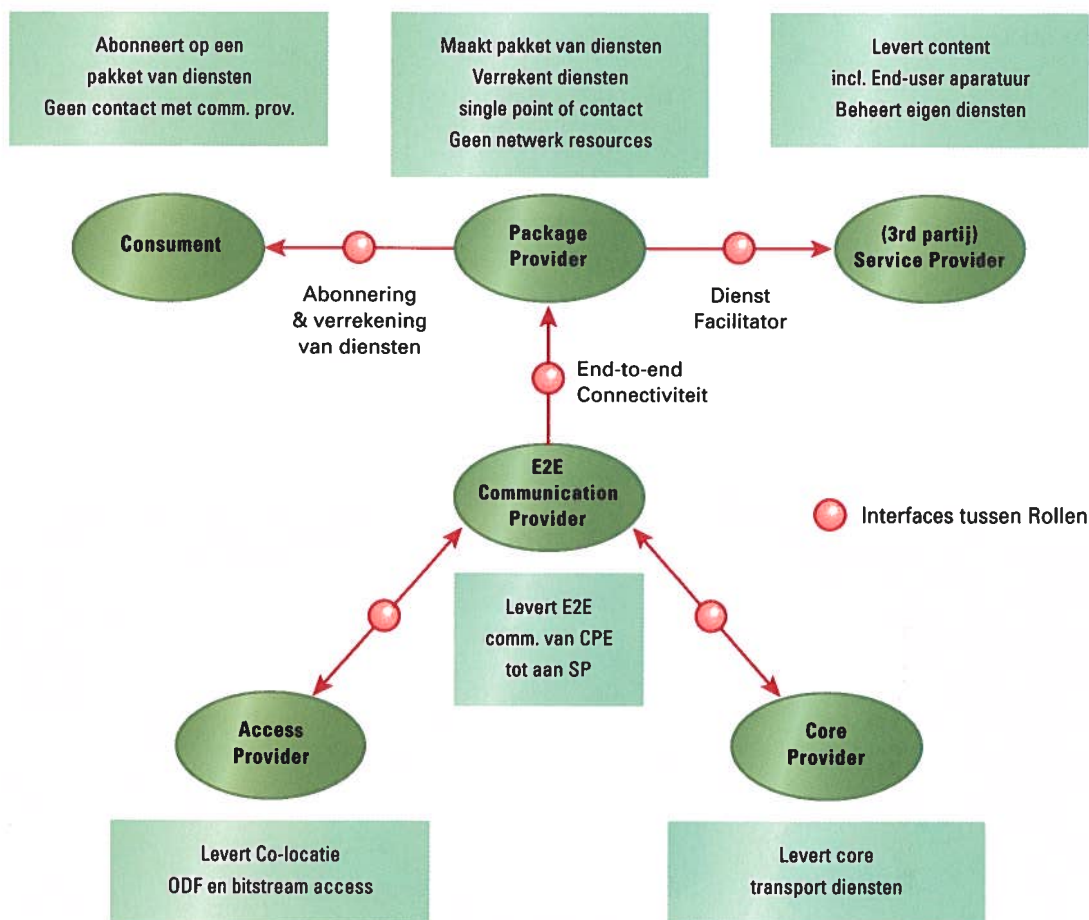 Abonneert op een
pakket van diensten
Geen contact met comm. prov.
Maakt pakket van diensten
Verrekent diensten
single point of contact
Geen netwerk resources
Levert content
incl. End-user aparatuur
Beheert eigen diensten
Consument
Package
Provider
(3rd partij)
Service Provider
Abonnering
& verrekening
van diensten
Dienst
Facilitator
End-to-end
Connectiviteit
E2E
Communication
Provider
Interfaces tussen Rollen
Levert E2E
comm. van CPE
tot aan SP
Access
Provider
Core
Provider
Levert Co-locatie
ODF en bitstream access
Levert core
transport diensten